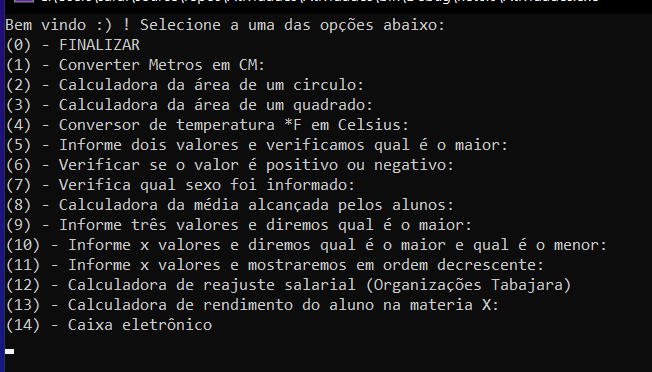 Bem vindo :) ! Selecione a uma das opções abaixo:
(0) - FINALIZAR
(1) - Converter Metros em CM:
(2) - Calculadora da área de um circulo:
(3) - Calculadora da área de um quadrado:
(4) - Conversor de temperatura *F em Celsius:
(5) - Informe dois valores e verificamos qual é o maior:
(6) - Verificar se o valor é positivo ou negativo:
(7) - Verifica qual sexo foi informado:
(8) - Calculadora da média alcançada pelos alunos:
(9) - Informe três valores e diremos qual é o maior:
(10) - Informe x valores e diremos qual é o maior e qual é o menor:
(11) - Informe x valores e mostraremos em ordem decrescente:
(12) - Calculadora de reajuste salarial (Organizações Tabajara)
(13) - Calculadora de rendimento do aluno na materia X:
(14) - Caixa eletrônico